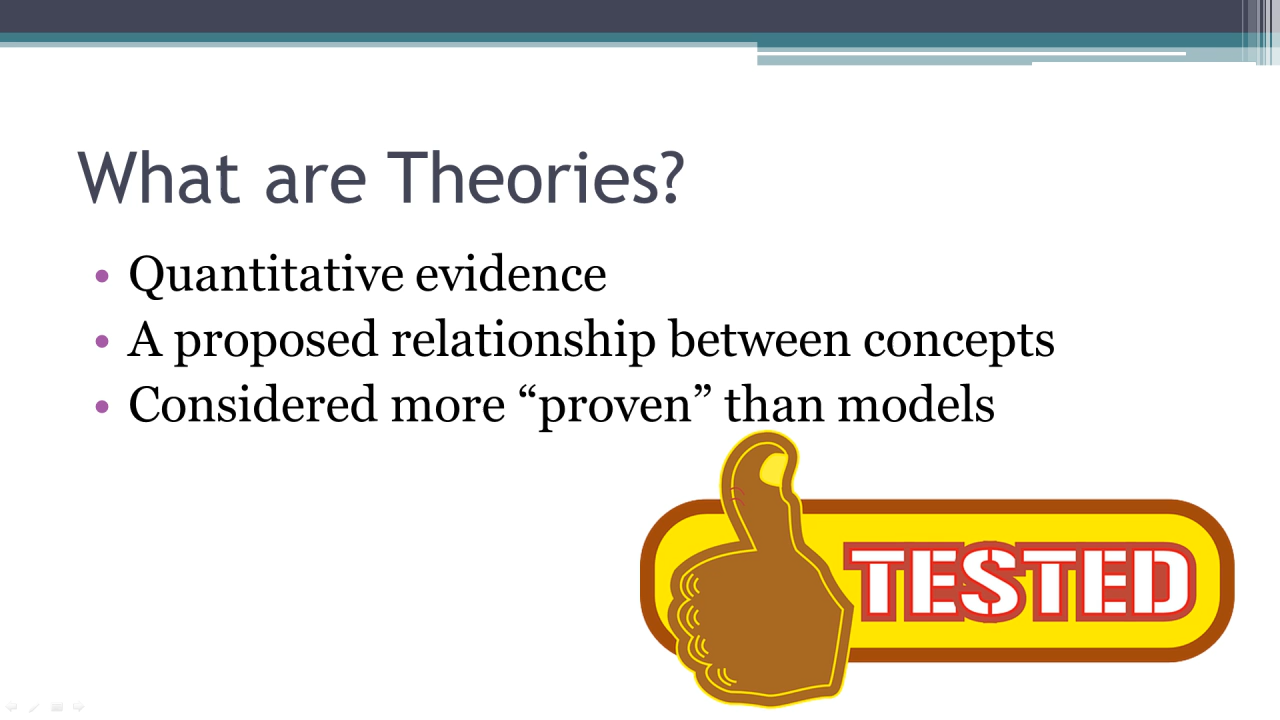 What are Theories?
• Quantitative evidence
• A proposed relationship between concepts
• Considered more “proven” than models
TESTED